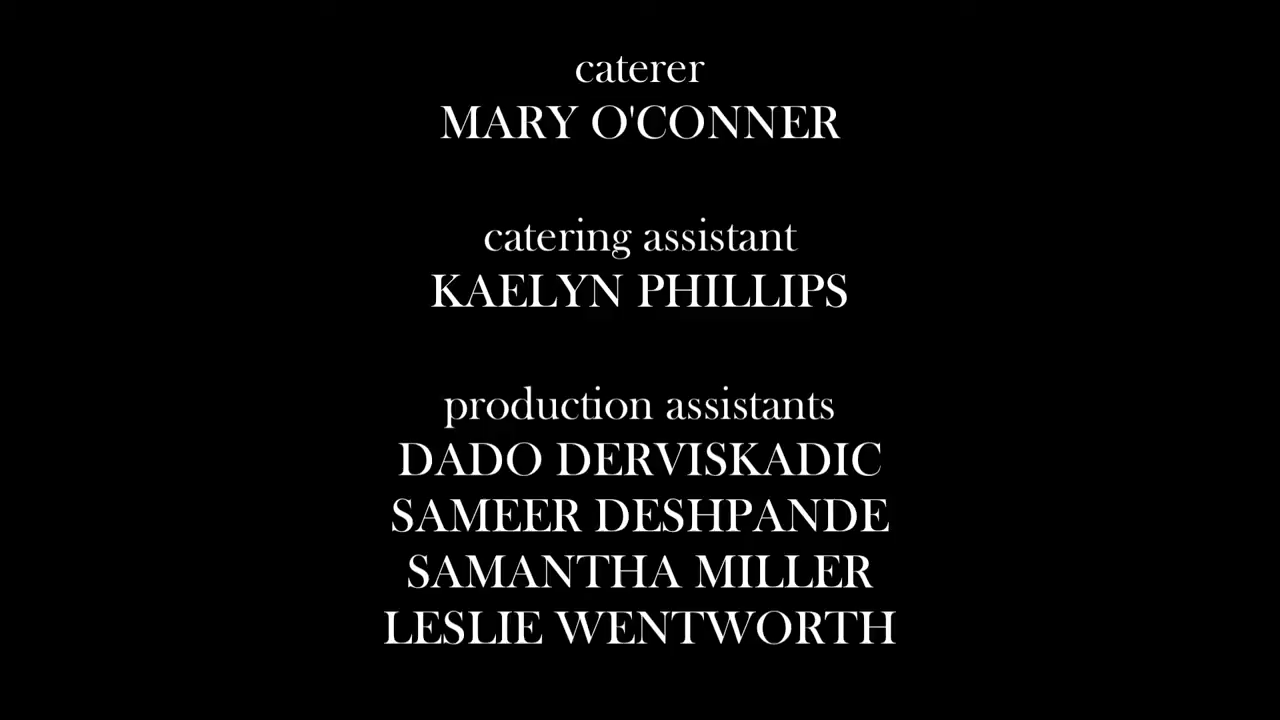 caterer
MARY O'CONNER
catering assistant
KAELYN PHILLIPS
production assistants
DADO DERVISKADIC
SAMEER DESHPANDE
SAMANTHA MILLER
LESLIE WENTWORTH